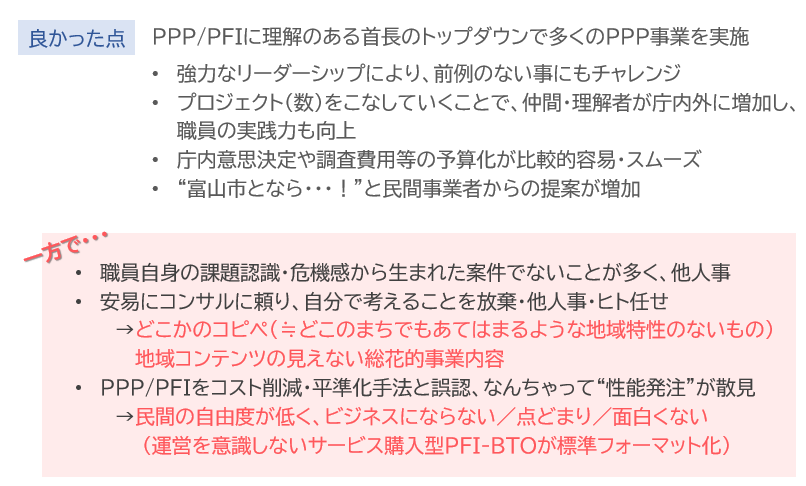 良かった点 PPP/PFIに理解のある首長のトップダウンで多くのPPP事業を実施
• 強力なリーダーシップにより、前例のない事にもチャレンジ
• プロジェクト（数）をこなしていくことで、仲間・理解者が庁内外に増加し、
職員の実践力も向上
• 庁内意思決定や調査費用等の予算化が比較的容易・スムーズ
• “富山市となら・・・！”と民間事業者からの提案が増加
一方で・・・
• 職員自身の課題認識・危機感から生まれた案件でないことが多く、他人事
• 安易にコンサルに頼り、自分で考えることを放棄・他人事・ヒト任せ
→どこかのコピペ（≒どこのまちでもあてはまるような地域特性のないもの）
地域コンテンツの見えない総花的事業内容
• PPP/PFIをコスト削減・平準化手法と誤認、なんちゃって“性能発注”が散見
→民間の自由度が低く、ビジネスにならない／点どまり／面白くない
（運営を意識しないサービス購入型PFI-BTOが標準フォーマット化）